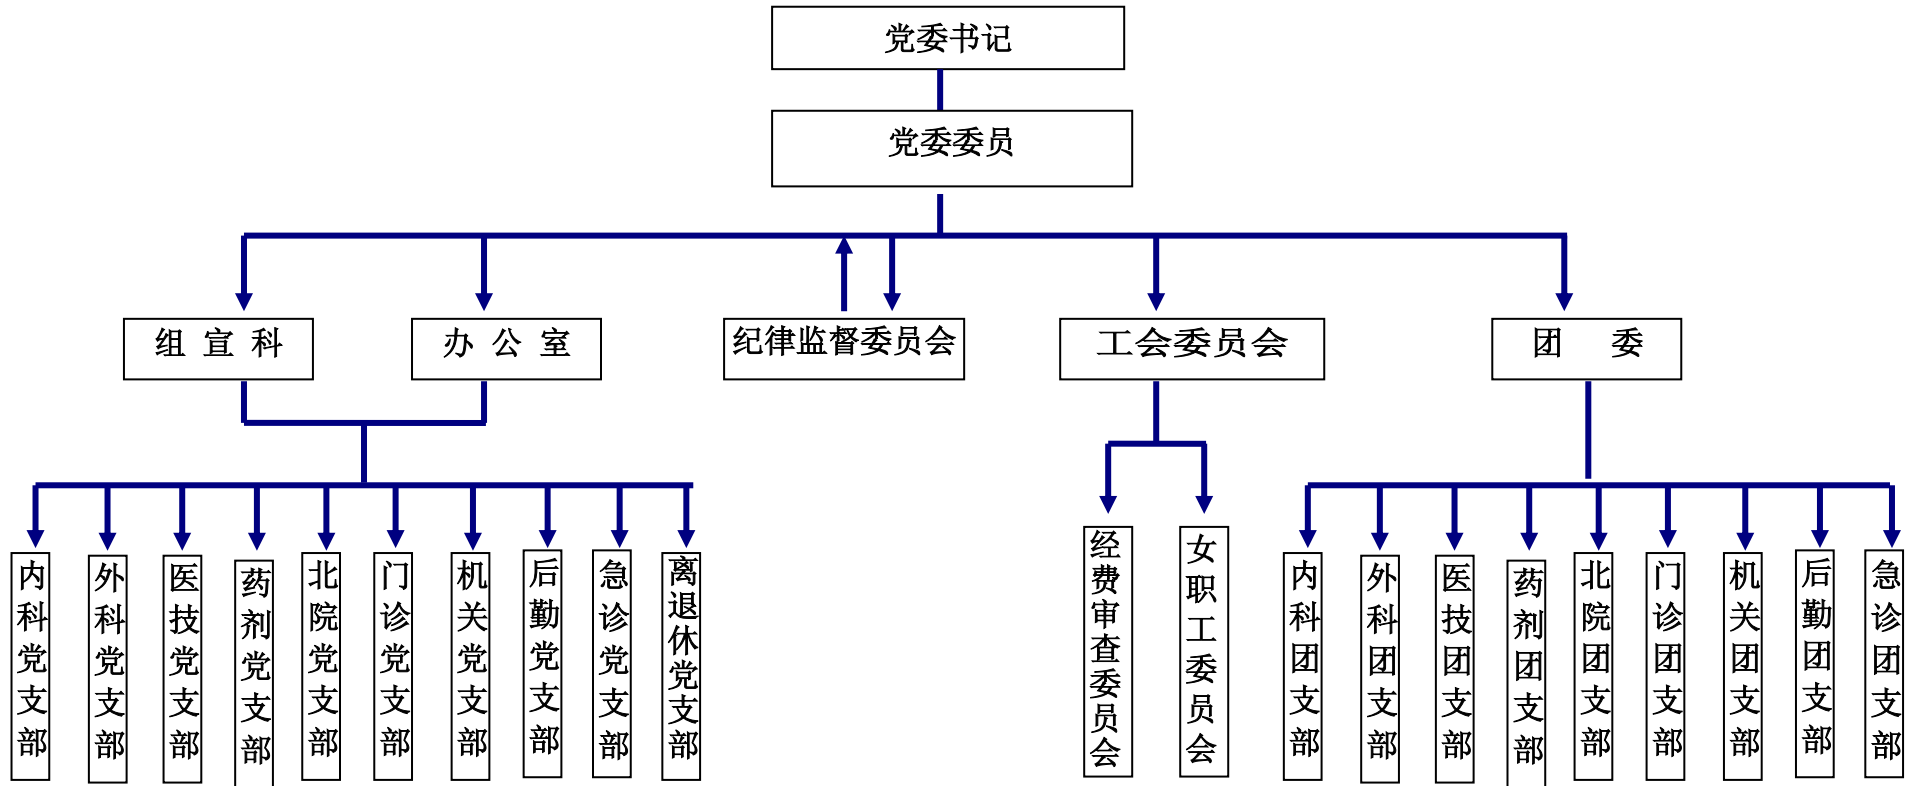 党委书记
党委委员
组 宣 科
办 公 室
纪律监督委员会
工会委员会
团 委
内科党支部
外科党支部
医技党支部
药剂党支部
北院党支部
门诊党支部
机关党支部
后勤党支部
急诊党支部
离退休党支部
经费审查委员会
女职工委员会
内科团支部
外科团支部
医技团支部
药剂团支部
北院团支部
门诊团支部
机关团支部
后勤团支部
急诊团支部